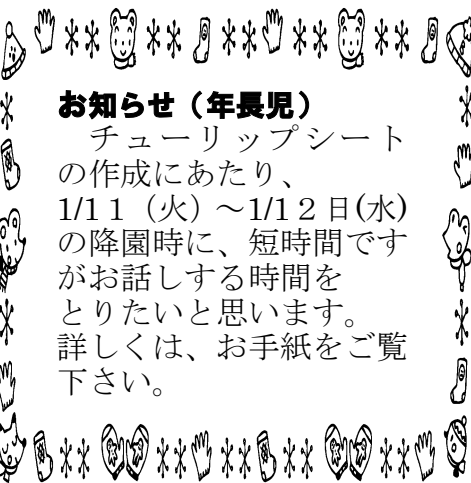 お知らせ（年長児）
　チューリップシート
の作成にあたり、
1/1１（火）～1/1２日(水)
の降園時に、短時間です
がお話しする時間を
とりたいと思います。
詳しくは、お手紙をご覧
下さい。